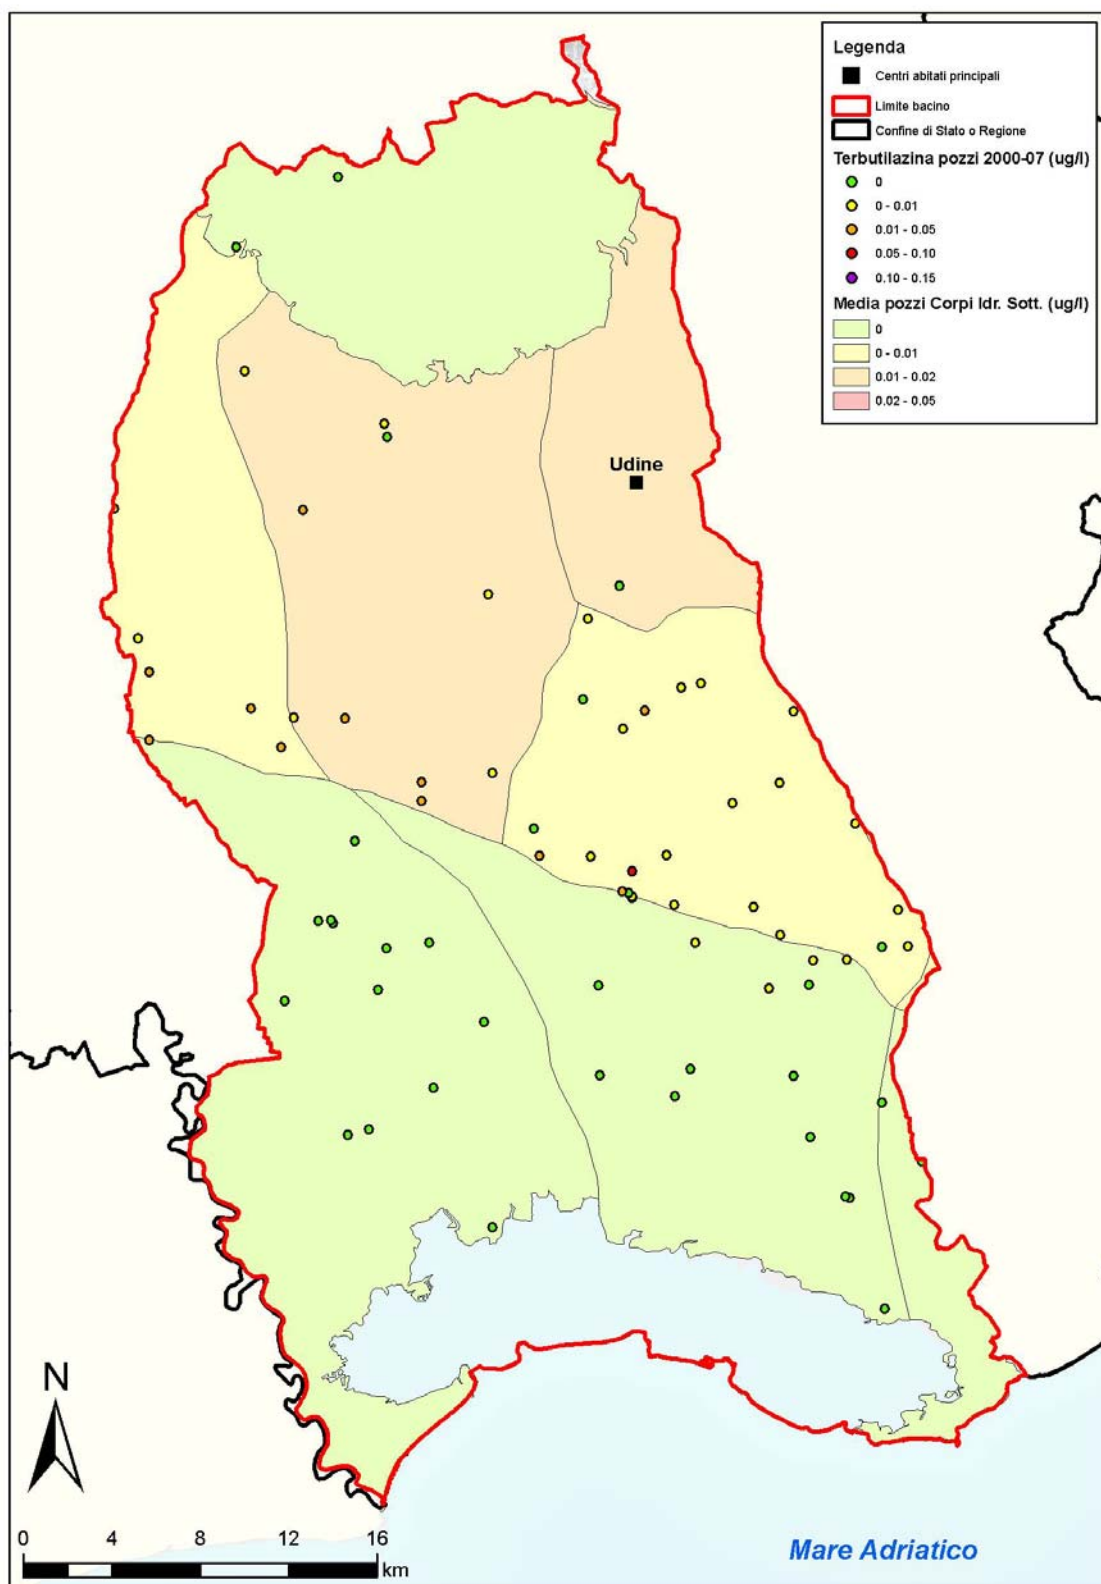 Legenda
Centri abitati principali
Limite bacino
Confine di Stato o Regione
Terbutilazina pozzi 2000-07 (ug/l)
0
0 - 0.01
0.01 - 0.05
0.05 - 0.10
0.10 - 0.15
Media pozzi Corpi Idr. Sott. (ug/l)
0
0 - 0.01
0.01 - 0.02
0.02 - 0.05
Udine
N
0 4 8 12 16
km
Mare Adriatico